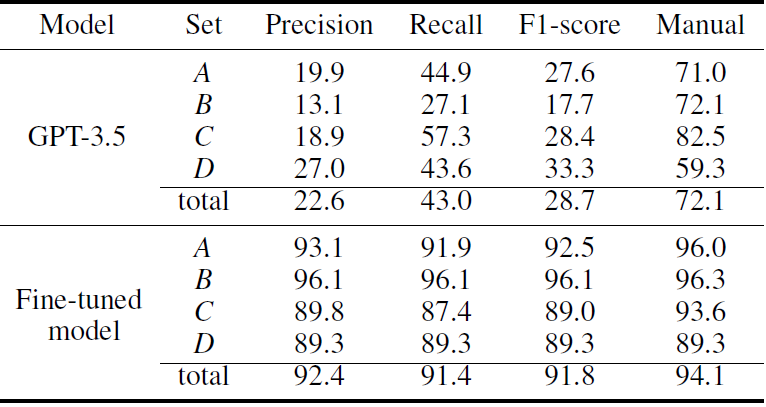 Model Set Precision Recall F1-score Manual
A 19.9 44.9 27.6 71.0
B 13.1 27.1 17.7 72.1
GPT-3.5 C 18.9 57.3 28.4 82.5
D 27.0 43.6 33.3 59.3
total 22.6 43.0 28.7 72.1
A 93.1 91.9 92.5 96.0
B 96.1 96.1 96.1 96.3
Fine-tuned
model
C 89.8 87.4 89.0 93.6
D 89.3 89.3 89.3 89.3
total 92.4 91.4 91.8 94.1